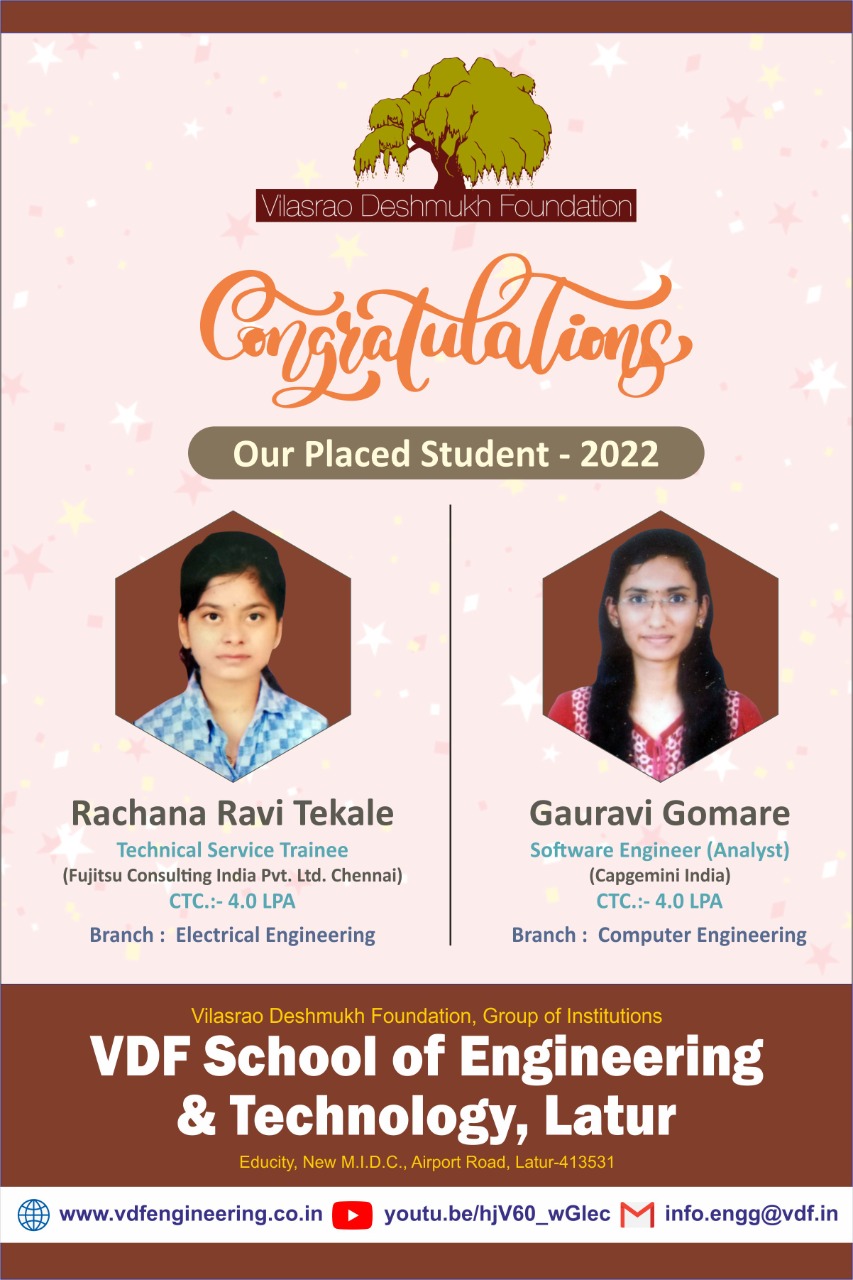 Vilasrao Deshmukh Foundation
Congratulations
Our Placed Student - 2022
Rachana Ravi Tekale
Technical Service Trainee
(Fujitsu Consulting India Pvt. Ltd. Chennai)
CTC.:- 4.0 LPA
Branch : Electrical Engineering
Gauravi Gomare
Software Engineer (Analyst)
(Capgemini India)
CTC.:- 4.0 LPA
Branch : Computer Engineering
Vilasrao Deshmukh Foundation, Group of Institutions
VDF School of Engineering
& Technology, Latur
Educity, New M.I.D.C., Airport Road, Latur-413531
www.vdfengineering.co.in youtu.be/hjV60_wGlec info.engg@vdf.in